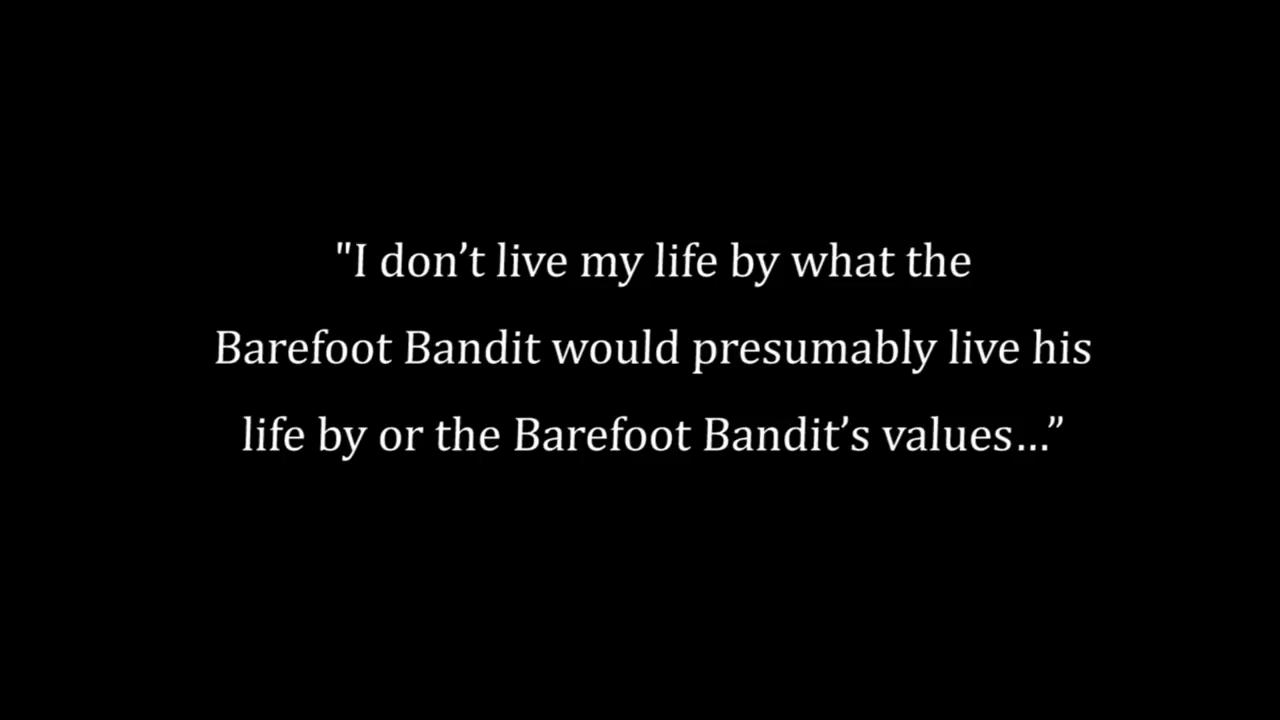 "I don’t live my life by what the
Barefoot Bandit would presumably live his
life by or the Barefoot Bandit’s values…”